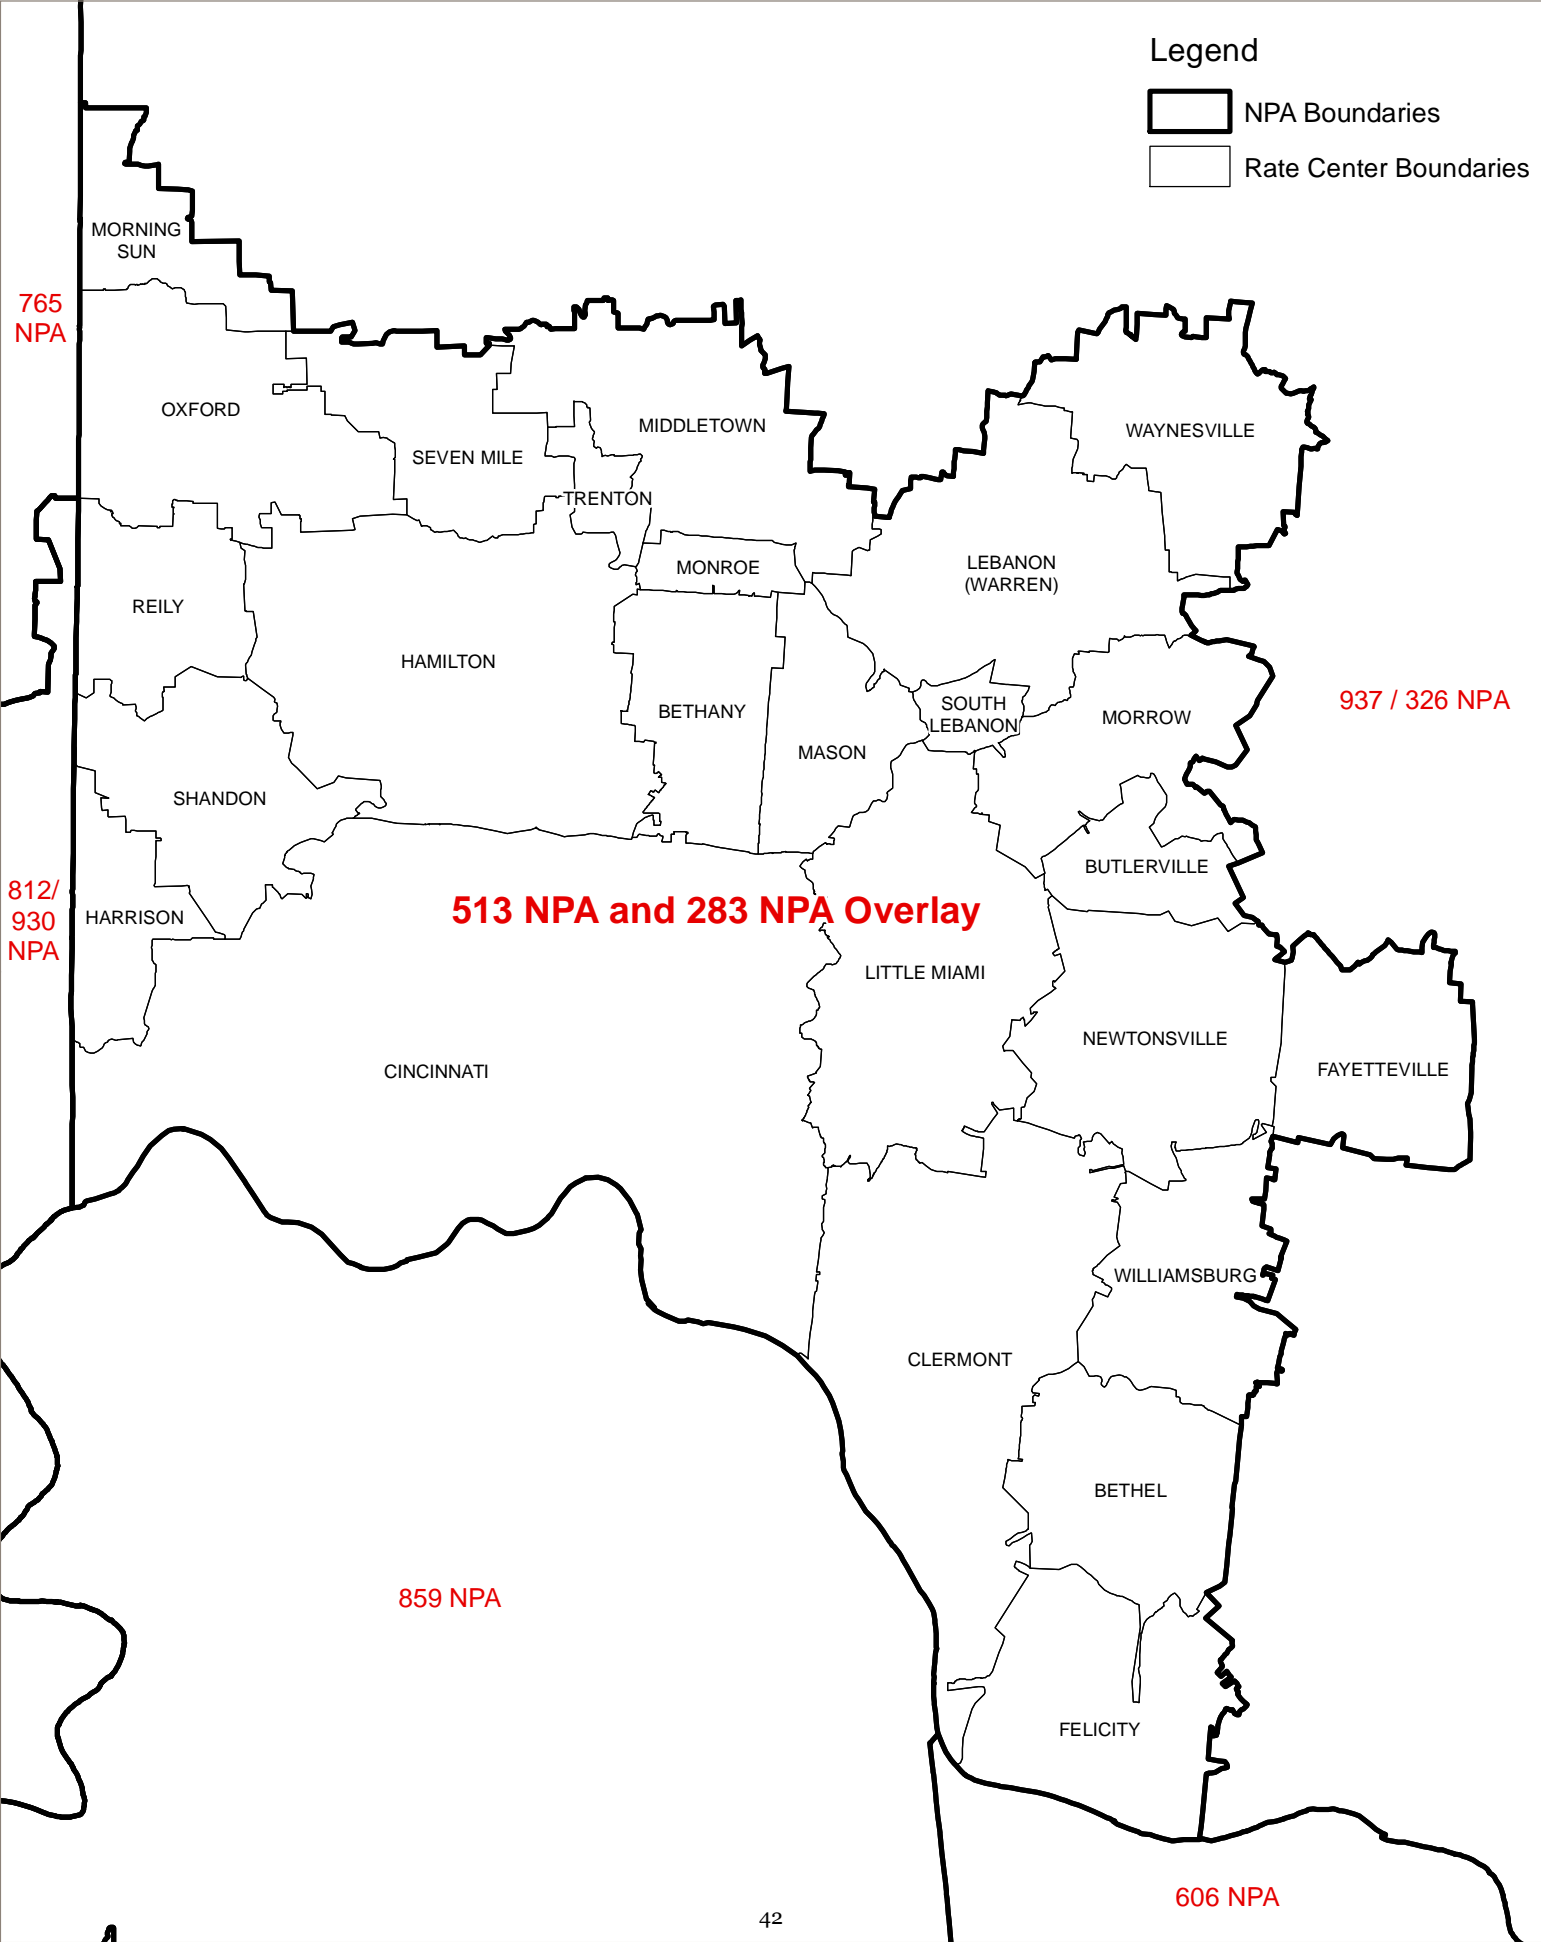 Legend
NPA Boundaries
Rate Center Boundaries
MORNING
SUN
765
NPA
OXFORD
SEVEN MILE
MIDDLETOWN
WAYNESVILLE
TRENTON
MONROE
LEBANON
(WARREN)
REILY
HAMILTON
BETHANY
SOUTH
LEBANON
MORROW
937 / 326 NPA
MASON
SHANDON
BUTLERVILLE
812/
930
NPA
HARRISON
513 NPA and 283 NPA Overlay
LITTLE MIAMI
NEWTONSVILLE
FAYETTEVILLE
CINCINNATI
WILLIAMSBURG
CLERMONT
BETHEL
859 NPA
FELICITY
606 NPA
42